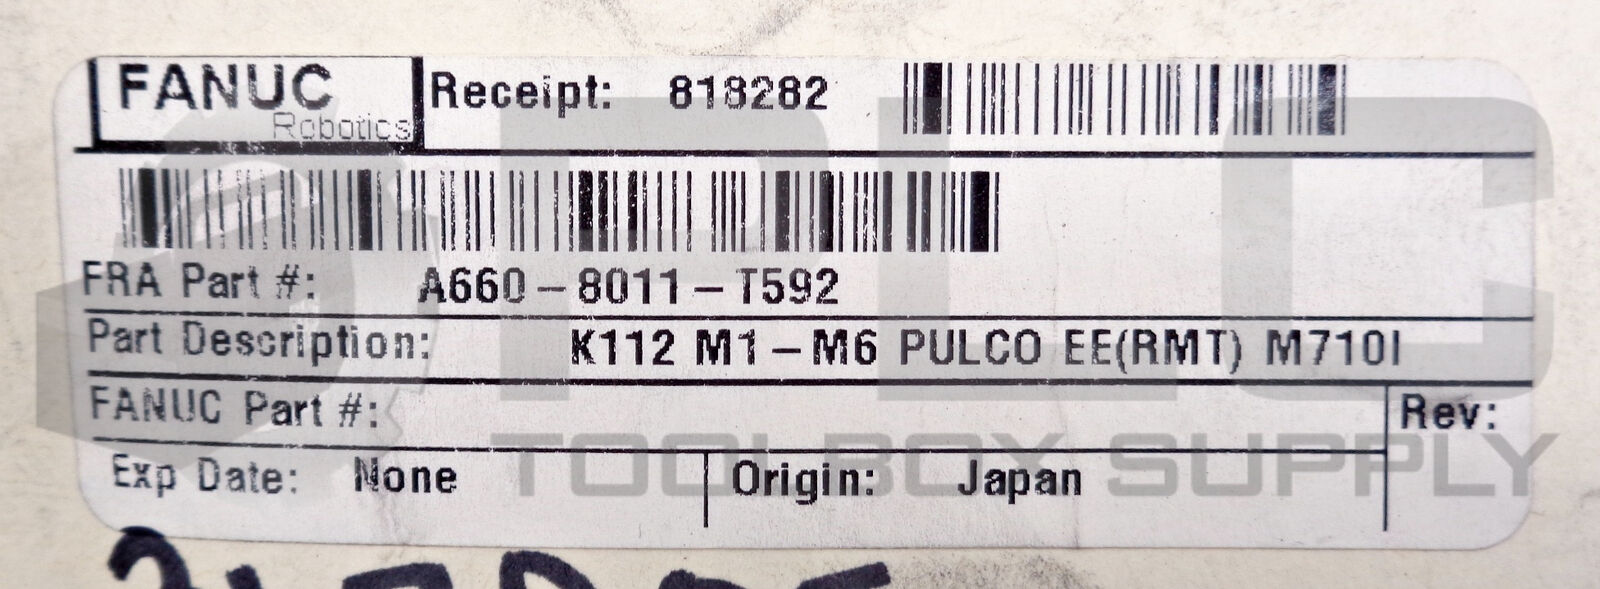 FANUC
Robotics
Receipt: 818282
FRA Part #: A660-8011-T592
Part Description: K112 M1-M6 PULCO EE(RMT) M710I
FANUC Part #:
Rev:
Exp Date: None
Origin: Japan
PLC
TOOLBOX SUPPLY